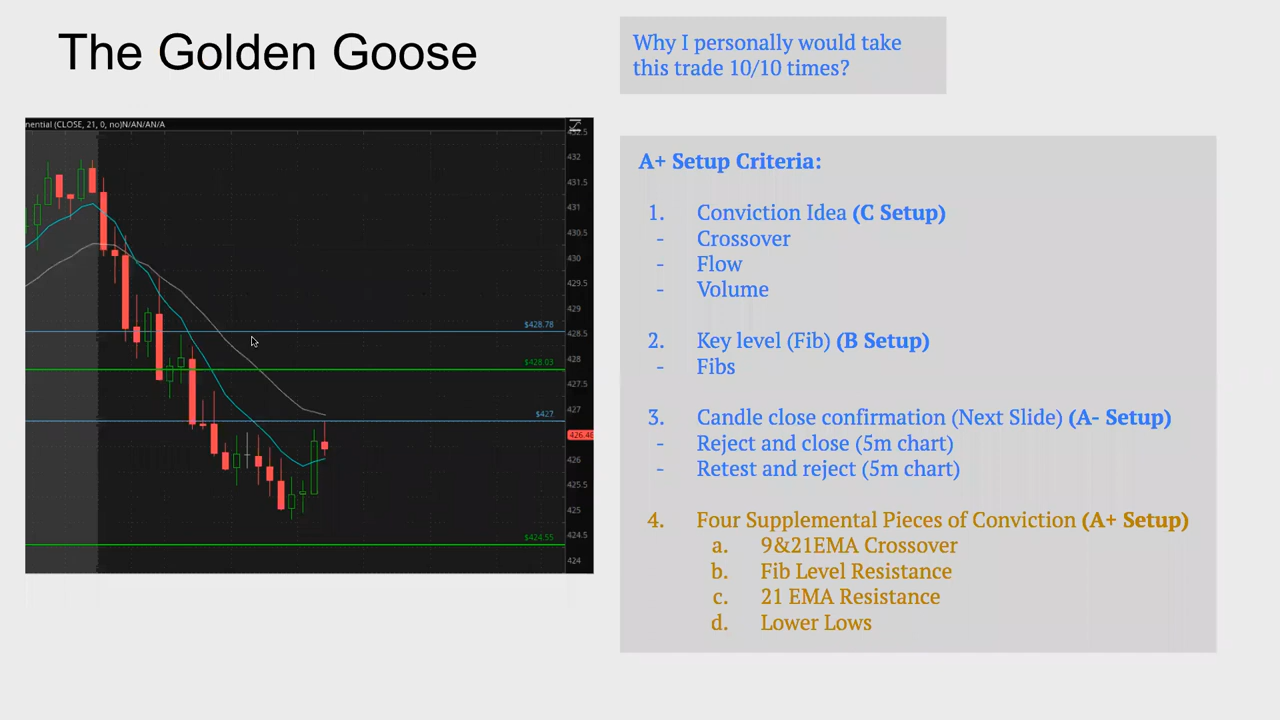 The Golden Goose
Why I personally would take
this trade 10/10 times?
nential (CLOSE, 21, 0, no)N/AN/AN/A
432.5
432
431.5
431
430.5
430
429.5
429
$428.78
428.5
$428.03
428
427.5
427
$427
426.48
426
425.5
425
424.5
$424.55
424
A+ Setup Criteria:
1. Conviction Idea (C Setup)
- Crossover
- Flow
- Volume
2. Key level (Fib) (B Setup)
- Fibs
3. Candle close confirmation (Next Slide) (A- Setup)
- Reject and close (5m chart)
- Retest and reject (5m chart)
4. Four Supplemental Pieces of Conviction (A+ Setup)
a. 9&21EMA Crossover
b. Fib Level Resistance
c. 21 EMA Resistance
d. Lower Lows